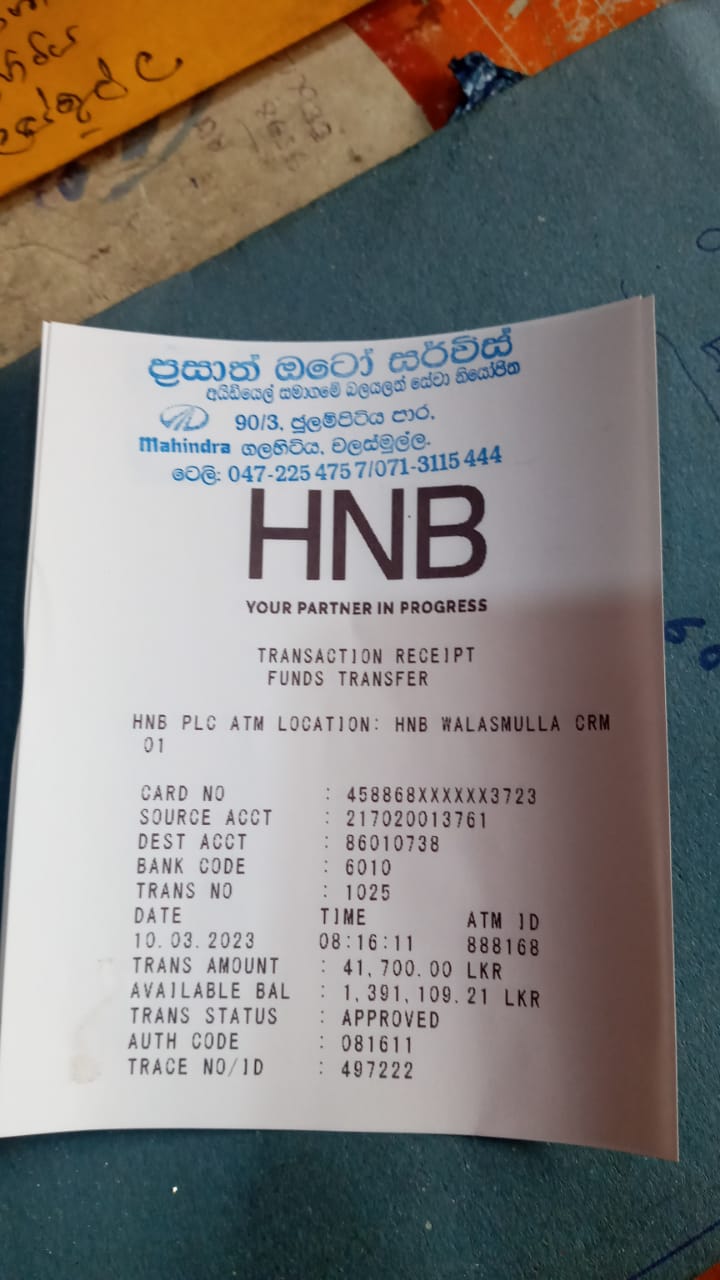 ප්‍රසාත් ඔටෝ සර්විස්
අයිඩියෙල් සමාගමේ බලයලත් සේවා නියෝජිත
90/3, ජුලම්පිටිය පාර,
Mahindra ගලහිටිය, වලස්මුල්ල.
ටෙලි: 047-225 475 7/071-3115 444
HNB
YOUR PARTNER IN PROGRESS
TRANSACTION RECEIPT
FUNDS TRANSFER
HNB PLC ATM LOCATION: HNB WALASMULLA CRM
01
CARD NO : 458868XXXXXX3723
SOURCE ACCT : 217020013761
DEST ACCT : 86010738
BANK CODE : 6010
TRANS NO : 1025
DATE TIME ATM ID
10.03.2023 08:16:11 888168
TRANS AMOUNT : 41,700.00 LKR
AVAILABLE BAL : 1,391,109.21 LKR
TRANS STATUS : APPROVED
AUTH CODE : 081611
TRACE NO/ID : 497222